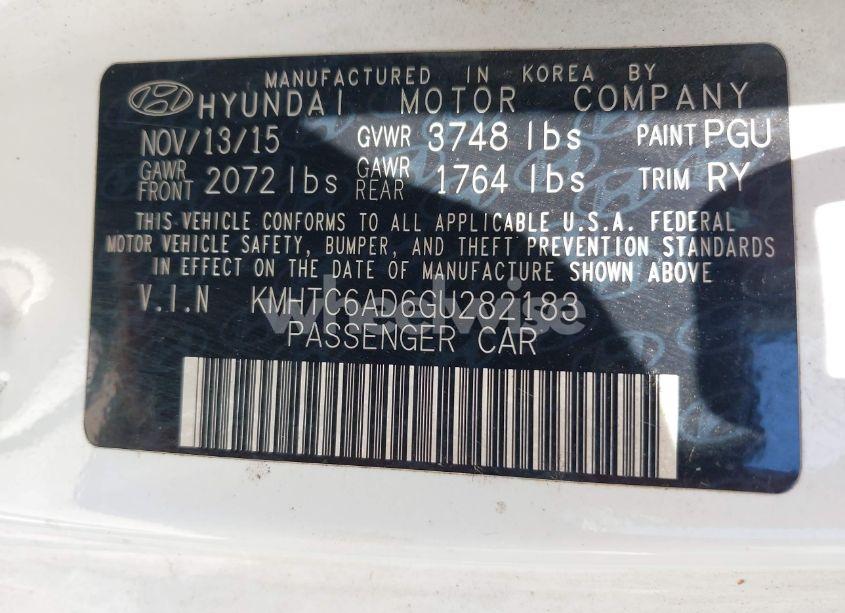 MANUFACTURED IN KOREA BY
HYUNDAI MOTOR COMPANY
NOV/13/15 GVWR 3748 lbs PAINT PGU
GAWR FRONT 2072 lbs GAWR REAR 1764 lbs TRIM RY
THIS VEHICLE CONFORMS TO ALL APPLICABLE U.S.A. FEDERAL
MOTOR VEHICLE SAFETY, BUMPER, AND THEFT PREVENTION STANDARDS
IN EFFECT ON THE DATE OF MANUFACTURE SHOWN ABOVE
V.I.N KMHTC6AD6GU282183
wheelwise
PASSENGER CAR